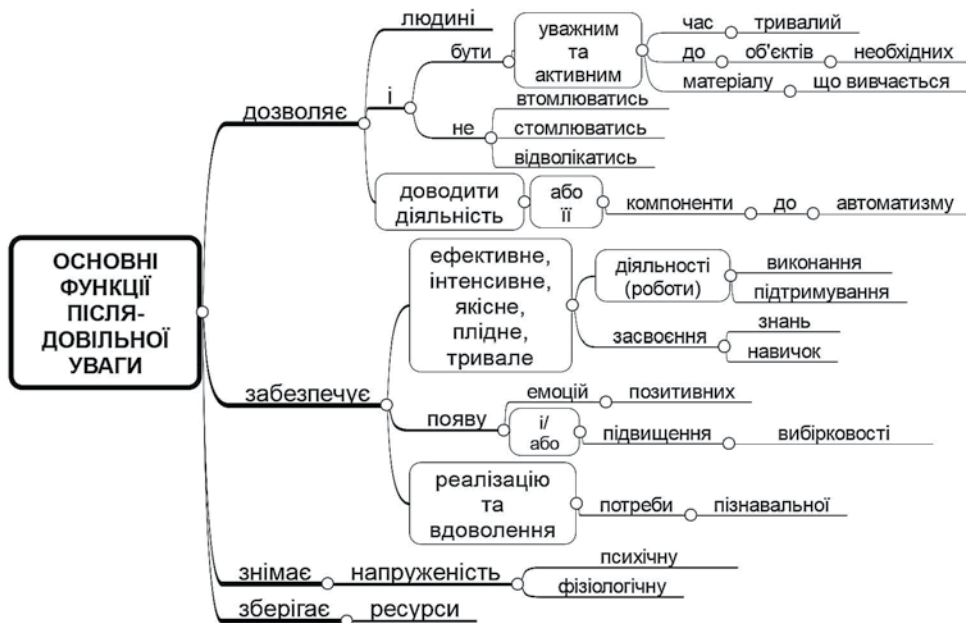 ОСНОВНІ
ФУНКЦІЇ
ПІСЛЯ-
ДОВІЛЬНОЇ
УВАГИ
дозволяє
людині
і
бути
уважним
та
активним
час
тривалий
до
об'єктів
необхідних
матеріалу
що вивчається
не
втомлюватись
стомлюватись
відволікатись
доводити
діяльність
або
її
компоненти
до
автоматизму
забезпечує
ефективне,
інтенсивне,
якісне,
плідне,
тривале
діяльності
(роботи)
виконання
підтримування
засвоєння
знань
навичок
появу
емоцій
позитивних
і/
або
підвищення
вибірковості
реалізацію
та
вдоволення
потреби
пізнавальної
знімає
напруженість
психічну
фізіологічну
зберігає
ресурси